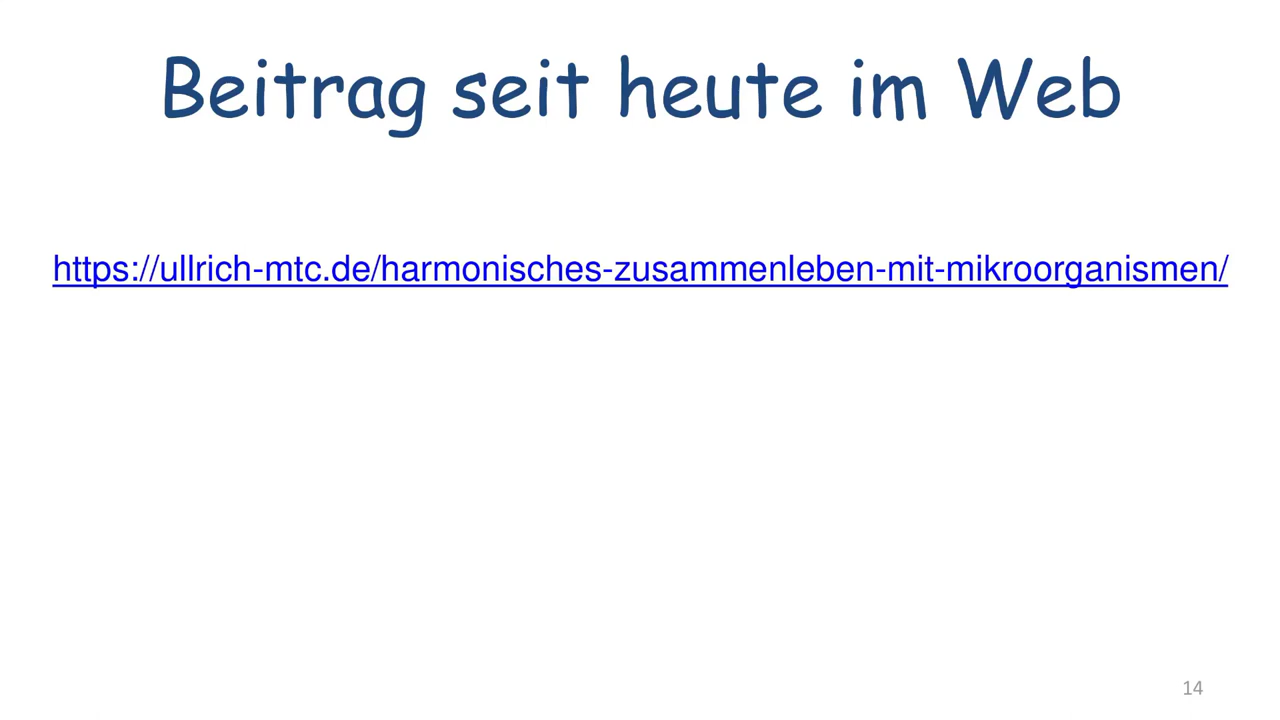 Beitrag seit heute im Web
https://ullrich-mtc.de/harmonisches-zusammenleben-mit-mikroorganismen/
14